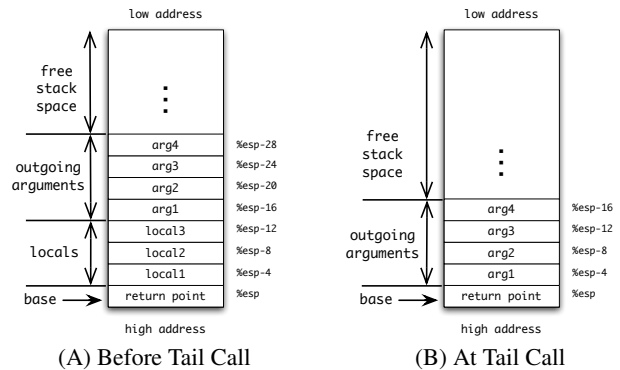 low address
free
stack
space
arg4 %esp-28
outgoing
arguments
arg3 %esp-24
arg2 %esp-20
arg1 %esp-16
locals
local3 %esp-12
local2 %esp-8
local1 %esp-4
base return point %esp
high address
(A) Before Tail Call
low address
free
stack
space
outgoing
arguments
arg4 %esp-16
arg3 %esp-12
arg2 %esp-8
arg1 %esp-4
base return point %esp
high address
(B) At Tail Call